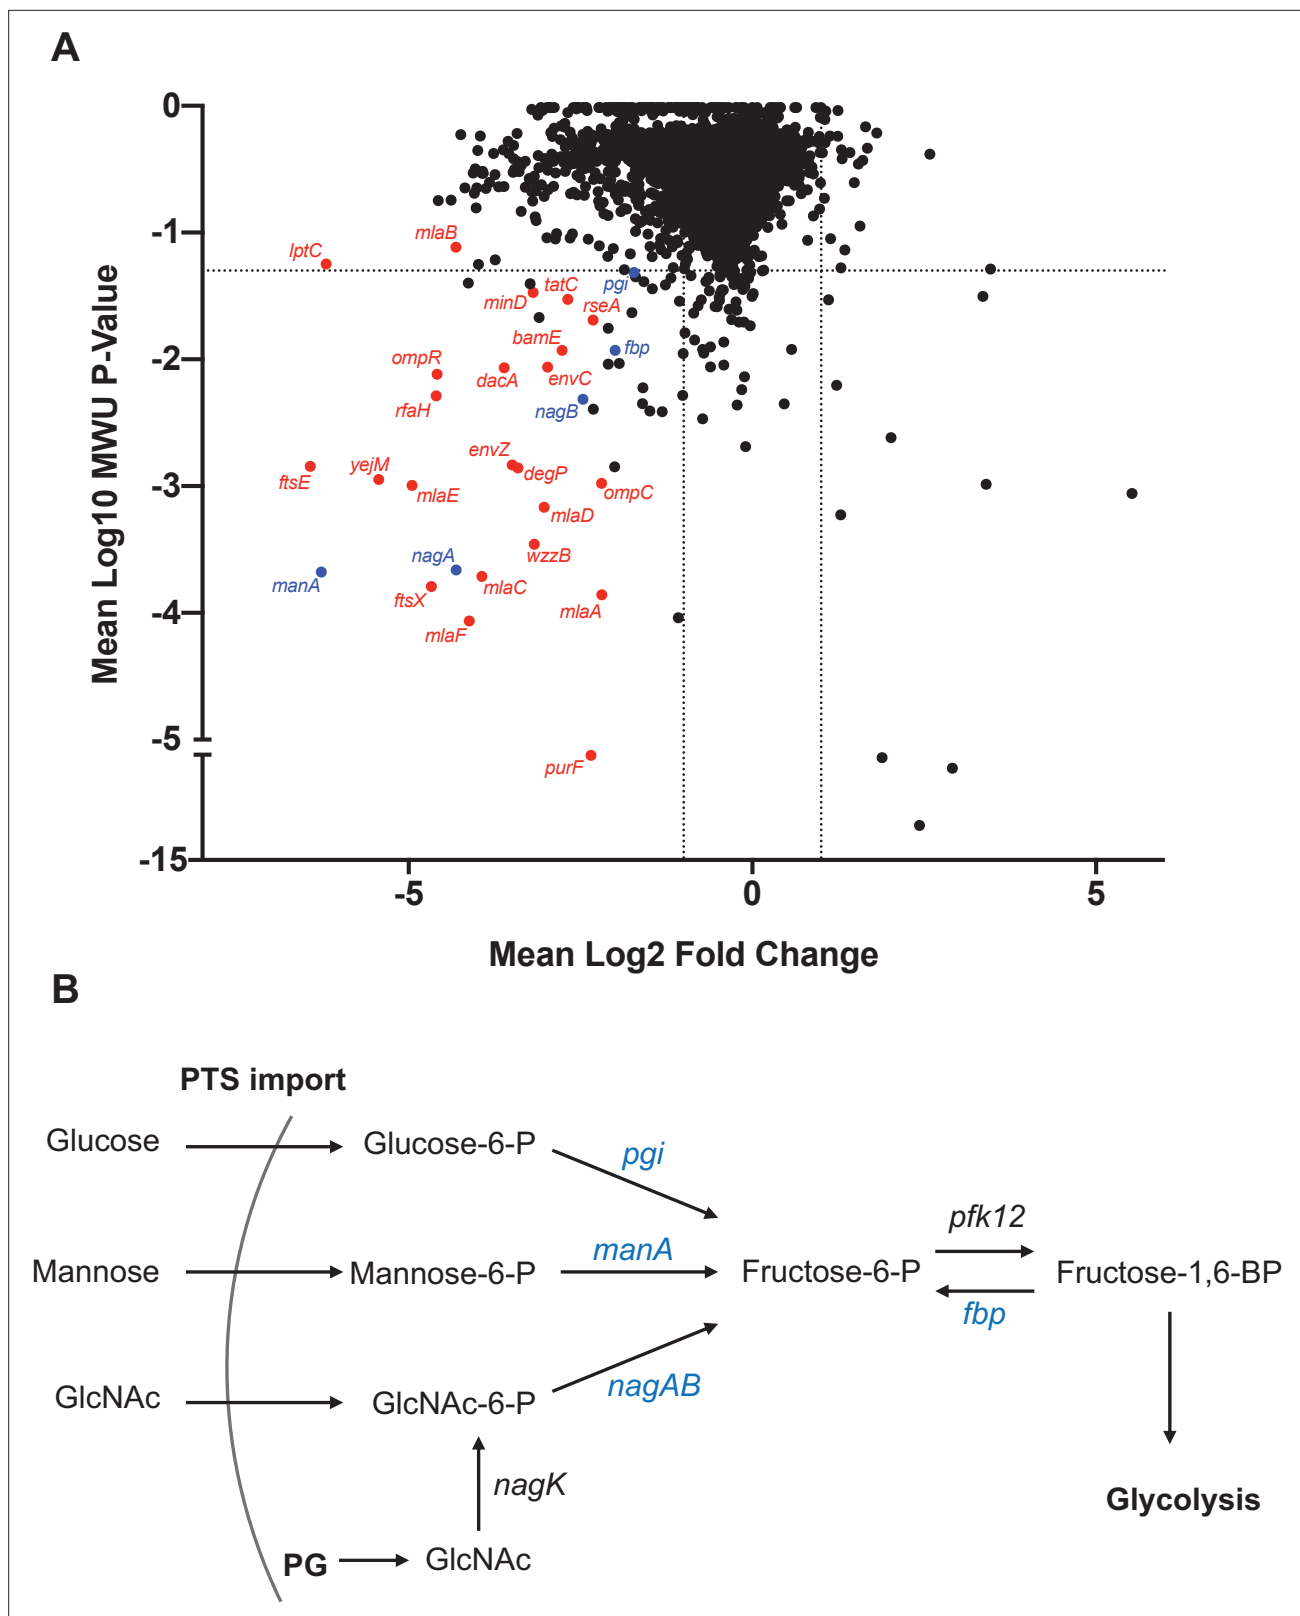 A
0
-1
-2
-3
-4
-5
-15
Mean Log10 MWU P-Value
lptC
mlaB
tatC
pgi
minD
rseA
bamE
fbp
ompR
dacA
envC
rfaH
nagB
envZ
yejM
degP
ftsE
mlaE
ompC
mlaD
wzzB
nagA
manA
mlaC
ftsX
mlaA
mlaF
purF
-5
0
5
Mean Log2 Fold Change
B
PTS import
Glucose
Glucose-6-P
pgi
pfk12
Mannose
Mannose-6-P
manA
Fructose-6-P
Fructose-1,6-BP
fbp
GlcNAc
GlcNAc-6-P
nagAB
nagK
Glycolysis
PG
GlcNAc